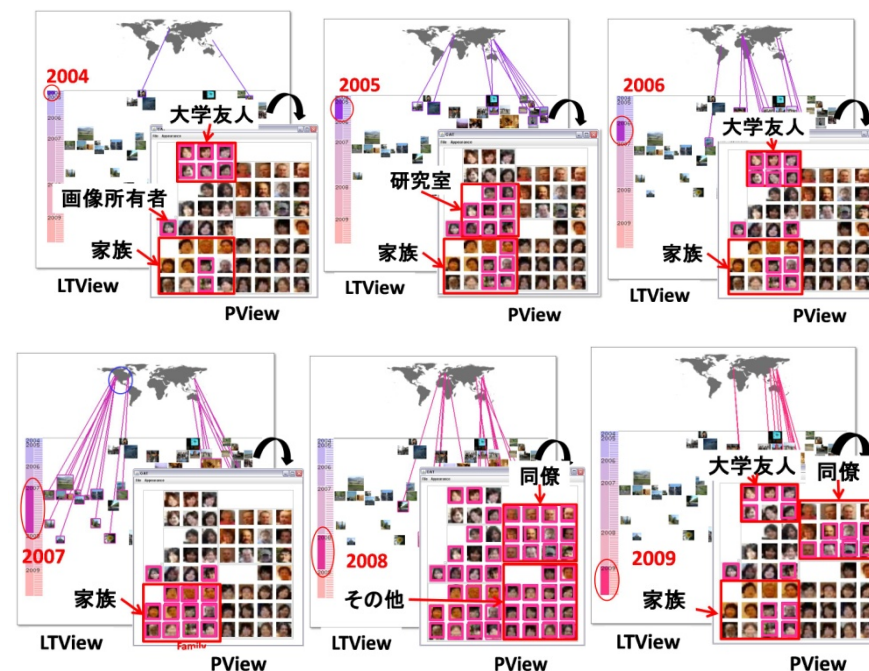 2004
大学友人
画像所有者
家族
LTView
PView
2005
研究室
家族
LTView
PView
2006
大学友人
家族
LTView
PView
2007
家族
Family
LTView
PView
2008
同僚
その他
LTView
PView
2009
大学友人
同僚
家族
LTView
PView